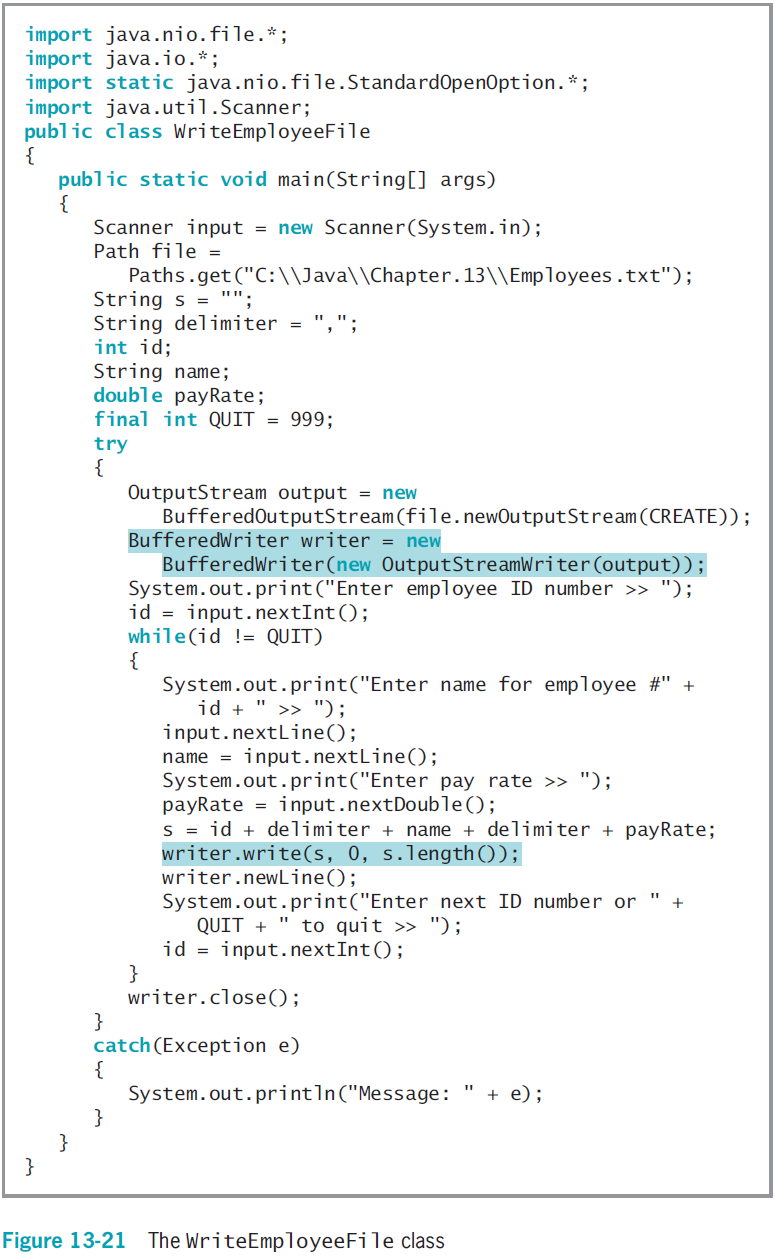 import java.nio.file.*;
import java.io.*;
import static java.nio.file.StandardOpenOption.*;
import java.util.Scanner;
public class WriteEmployeeFile
{
   public static void main(String[] args)
   {
      Scanner input = new Scanner(System.in);
      Path file =
         Paths.get("C:\\Java\\Chapter.13\\Employees.txt");
      String s = "";
      String delimiter = ",";
      int id;
      String name;
      double payRate;
      final int QUIT = 999;
      try
      {
         OutputStream output = new
            BufferedOutputStream(file.newOutputStream(CREATE));
         BufferedWriter writer = new
            BufferedWriter(new OutputStreamWriter(output));
         System.out.print("Enter employee ID number >> ");
         id = input.nextInt();
         while(id != QUIT)
         {
            System.out.print("Enter name for employee #" +
               id + " >> ");
            input.nextLine();
            name = input.nextLine();
            System.out.print("Enter pay rate >> ");
            payRate = input.nextDouble();
            s = id + delimiter + name + delimiter + payRate;
            writer.write(s, 0, s.length());
            writer.newLine();
            System.out.print("Enter next ID number or " +
               QUIT + " to quit >> ");
            id = input.nextInt();
         }
         writer.close();
      }
      catch(Exception e)
      {
         System.out.println("Message: " + e);
      }
   }
}
Figure 13-21 The WriteEmployeeFile class